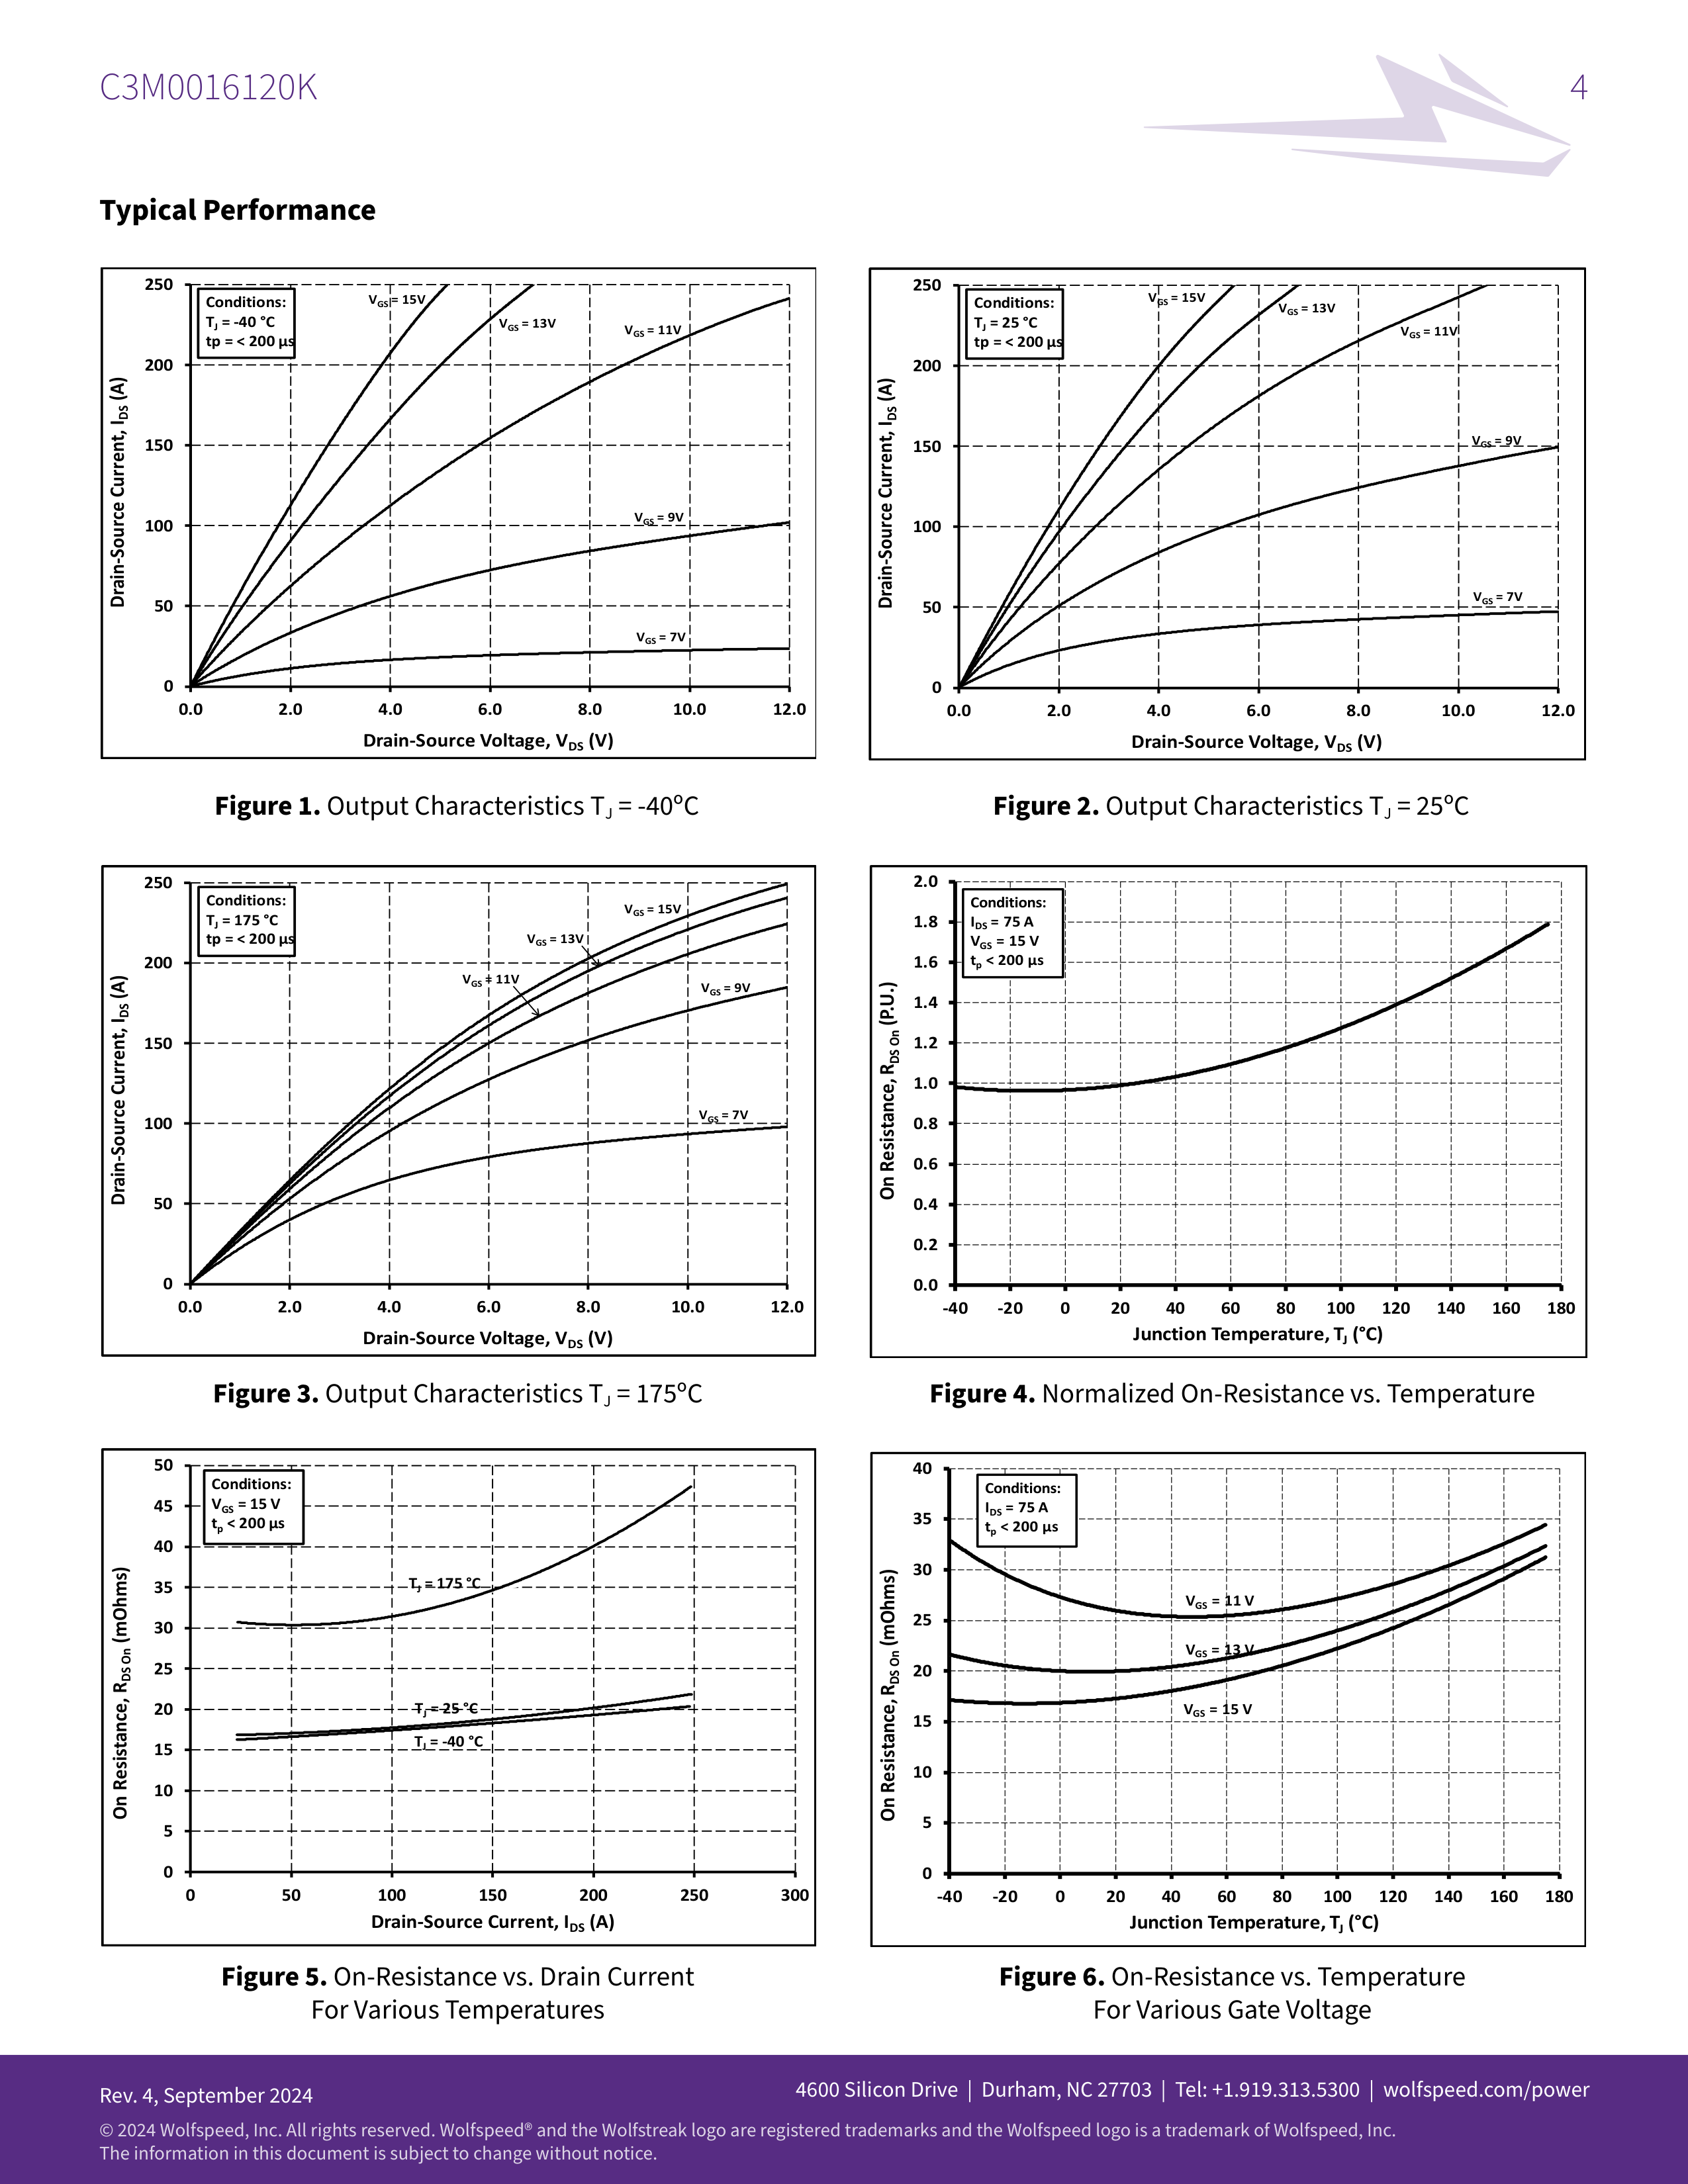 C3M0016120K
4
Typical Performance
250
200
150
100
50
0
0.0 2.0 4.0 6.0 8.0 10.0 12.0
Drain-Source Current, IDS (A)
Drain-Source Voltage, VDS (V)
Conditions:
TJ = -40 °C
tp = < 200 µs
VGS = 15V
VGS = 13V
VGS = 11V
VGS = 9V
VGS = 7V
Figure 1. Output Characteristics TJ = -40ºC
250
200
150
100
50
0
0.0 2.0 4.0 6.0 8.0 10.0 12.0
Drain-Source Current, IDS (A)
Drain-Source Voltage, VDS (V)
Conditions:
TJ = 25 °C
tp = < 200 µs
VGS = 15V
VGS = 13V
VGS = 11V
VGS = 9V
VGS = 7V
Figure 2. Output Characteristics TJ = 25ºC
250
200
150
100
50
0
0.0 2.0 4.0 6.0 8.0 10.0 12.0
Drain-Source Current, IDS (A)
Drain-Source Voltage, VDS (V)
Conditions:
TJ = 175 °C
tp = < 200 µs
VGS = 15V
VGS = 13V
VGS = 11V
VGS = 9V
VGS = 7V
Figure 3. Output Characteristics TJ = 175ºC
2.0
1.8
1.6
1.4
1.2
1.0
0.8
0.6
0.4
0.2
0.0
-40 -20 0 20 40 60 80 100 120 140 160 180
On Resistance, RDS On (P.U.)
Junction Temperature, TJ (°C)
Conditions:
IDS = 75 A
VGS = 15 V
tp < 200 µs
Figure 4. Normalized On-Resistance vs. Temperature
50
45
40
35
30
25
20
15
10
5
0
0 50 100 150 200 250 300
On Resistance, RDS On (mOhms)
Drain-Source Current, IDS (A)
Conditions:
VGS = 15 V
tp < 200 µs
TJ = 175 °C
TJ = 25 °C
TJ = -40 °C
Figure 5. On-Resistance vs. Drain Current
For Various Temperatures
40
35
30
25
20
15
10
5
0
-40 -20 0 20 40 60 80 100 120 140 160 180
On Resistance, RDS On (mOhms)
Junction Temperature, TJ (°C)
Conditions:
IDS = 75 A
tp < 200 µs
VGS = 11 V
VGS = 13 V
VGS = 15 V
Figure 6. On-Resistance vs. Temperature
For Various Gate Voltage
Rev. 4, September 2024
4600 Silicon Drive | Durham, NC 27703 | Tel: +1.919.313.5300 | wolfspeed.com/power
© 2024 Wolfspeed, Inc. All rights reserved. Wolfspeed® and the Wolfstreak logo are registered trademarks and the Wolfspeed logo is a trademark of Wolfspeed, Inc.
The information in this document is subject to change without notice.